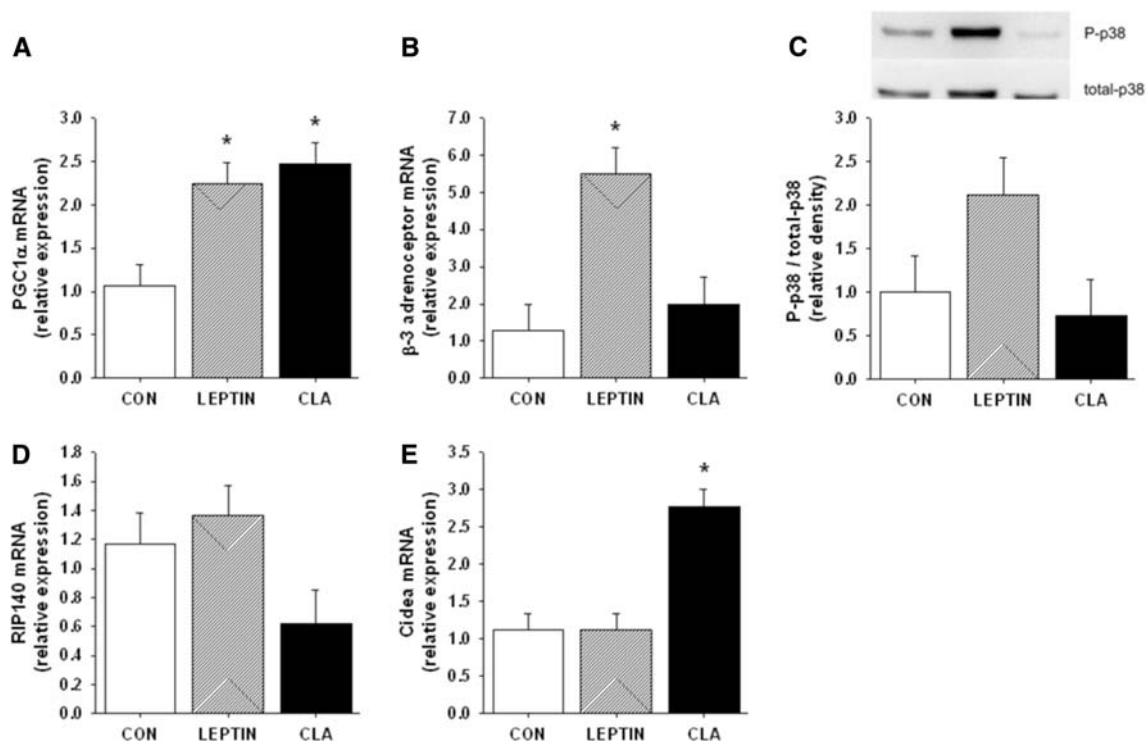 A
PGC1α mRNA
(relative expression)
3.0
2.5
2.0
1.5
1.0
0.5
0.0
*
*
CON LEPTIN CLA
B
β-3 adrenoceptor mRNA
(relative expression)
7.0
6.0
5.0
4.0
3.0
2.0
1.0
0.0
*
CON LEPTIN CLA
C
P-p38
total-p38
P-p38 / total-p38
(relative density)
3.0
2.5
2.0
1.5
1.0
0.5
0.0
CON LEPTIN CLA
D
RIP140 mRNA
(relative expression)
1.8
1.6
1.4
1.2
1.0
0.8
0.6
0.4
0.2
0.0
CON LEPTIN CLA
E
Cidea mRNA
(relative expression)
3.5
3.0
2.5
2.0
1.5
1.0
0.5
0.0
*
CON LEPTIN CLA